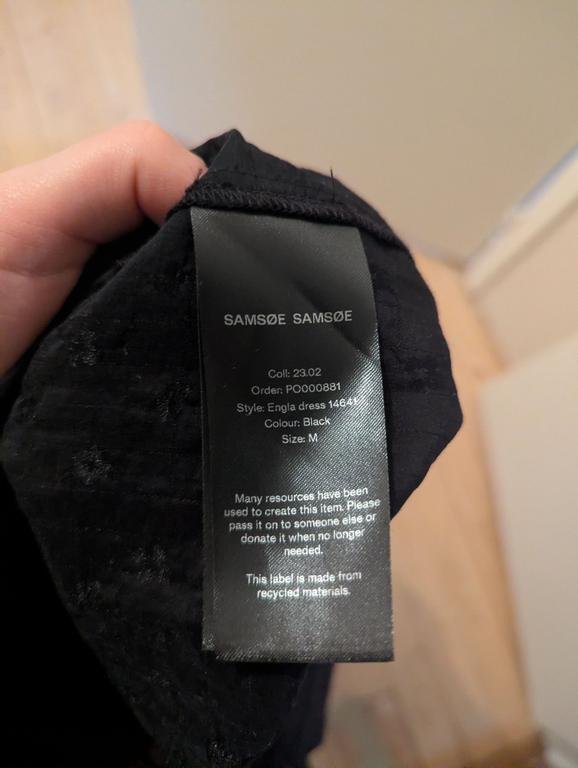 SAMSØE SAMSØE
Coll: 23.02
Order: PO000881
Style: Engla dress 14641
Colour: Black
Size: M
Many resources have been
used to create this item. Please
pass it on to someone else or
donate it when no longer
needed.
This label is made from
recycled materials.